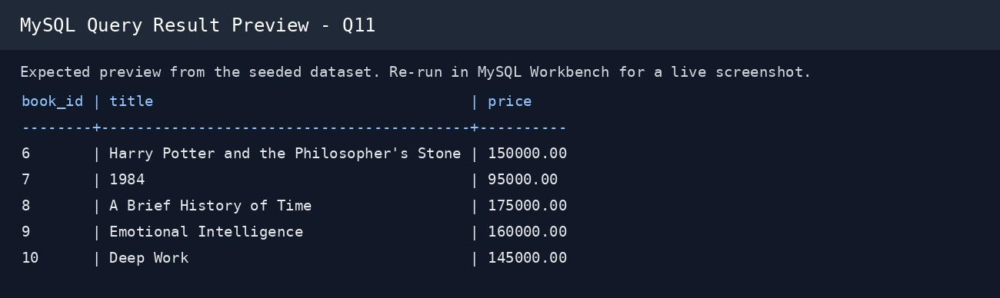 MySQL Query Result Preview - Q11
Expected preview from the seeded dataset. Re-run in MySQL Workbench for a live screenshot.
book_id | title                                    | price
--------+------------------------------------------+----------
6       | Harry Potter and the Philosopher's Stone | 150000.00
7       | 1984                                     | 95000.00
8       | A Brief History of Time                  | 175000.00
9       | Emotional Intelligence                   | 160000.00
10      | Deep Work                                | 145000.00